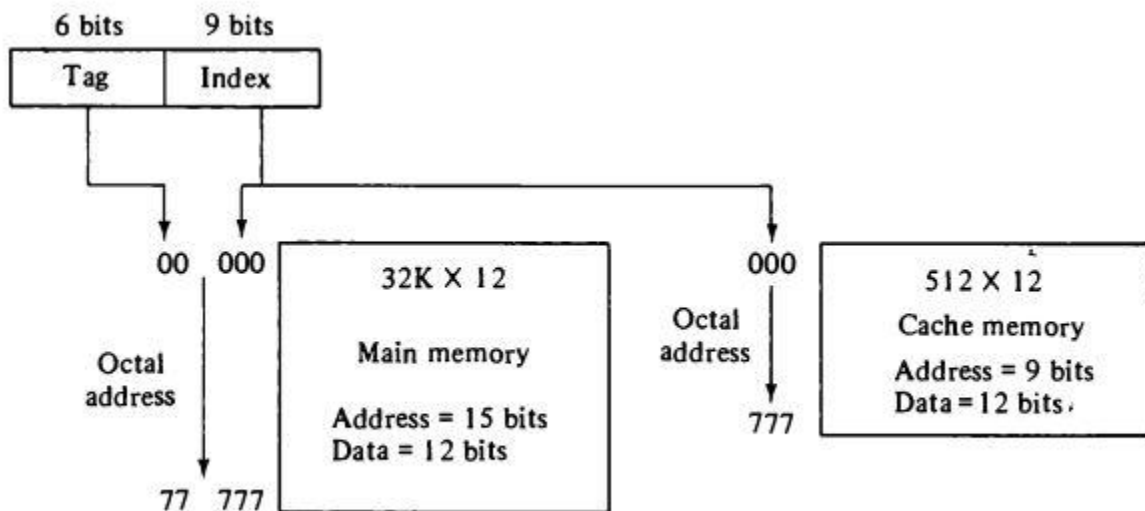 6 bits
9 bits
Tag
Index
00
000
Octal
address
77
777
32K X 12
Main memory
Address = 15 bits
Data = 12 bits
000
Octal
address
777
512 X 12
Cache memory
Address = 9 bits
Data = 12 bits